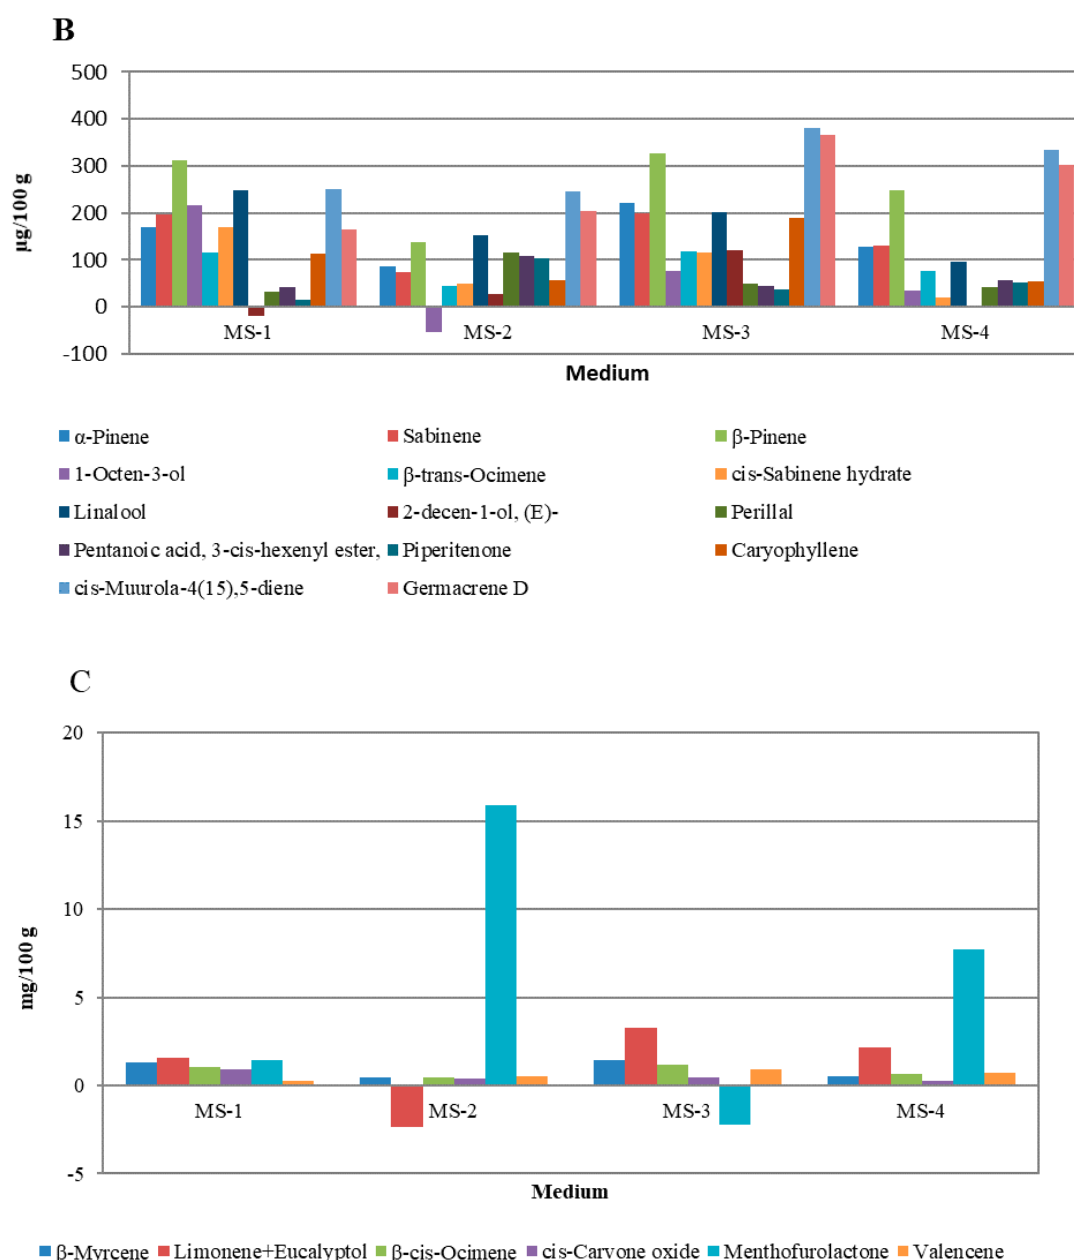 B
500
400
300
200
100
0
-100
µg/100 g
MS-1 MS-2 MS-3 MS-4
Medium
α-Pinene Sabinene β-Pinene
1-Octen-3-ol β-trans-Ocimene cis-Sabinene hydrate
Linalool 2-decen-1-ol, (E)- Perillal
Pentanoic acid, 3-cis-hexenyl ester, Piperitenone Caryophyllene
cis-Muurola-4(15),5-diene Germacrene D
C
20
15
10
5
0
-5
mg/100 g
MS-1 MS-2 MS-3 MS-4
Medium
β-Myrcene Limonene+Eucalyptol β-cis-Ocimene cis-Carvone oxide Menthofurolactone Valencene